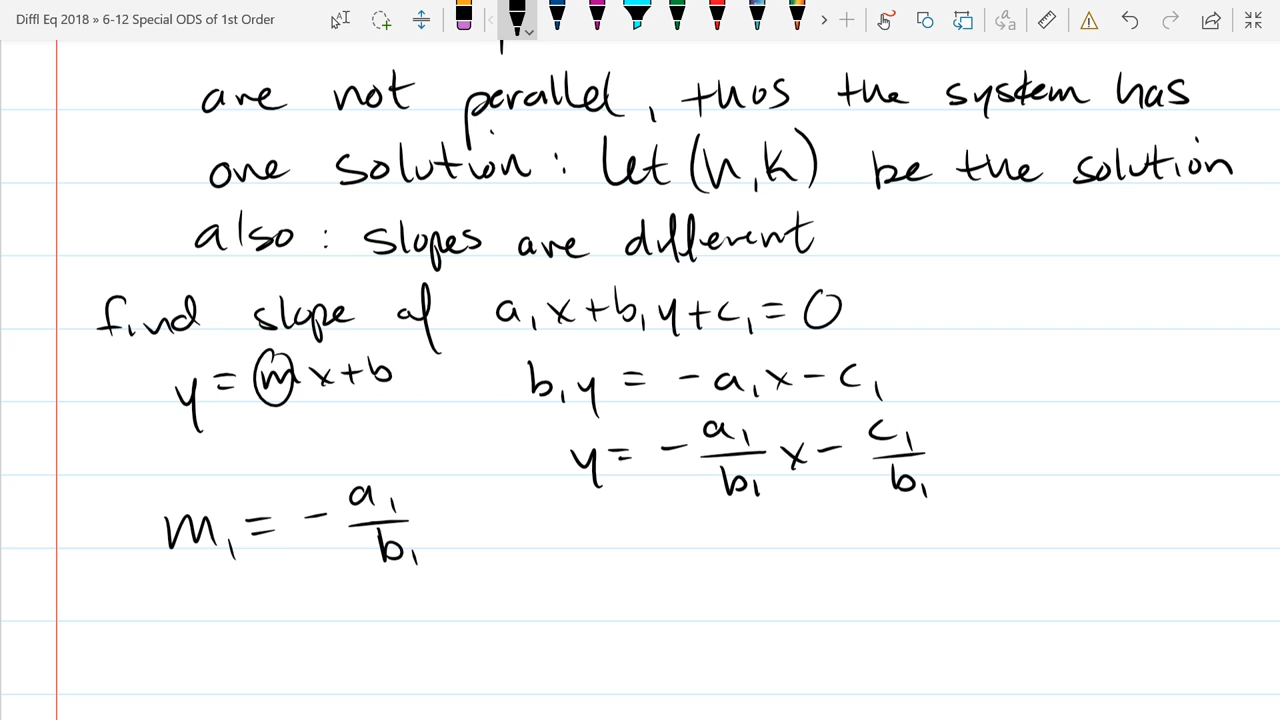 Diffl Eq 2018 » 6-12 Special ODS of 1st Order
are not parallel, thus the system has
one solution: let (h,k) be the solution
also: slopes are different
find slope of a₁x+b₁y+c₁=0
y = mx+b b₁y = -a₁x-c₁
y = -a₁/b₁ x - c₁/b₁
m₁ = -a₁/b₁